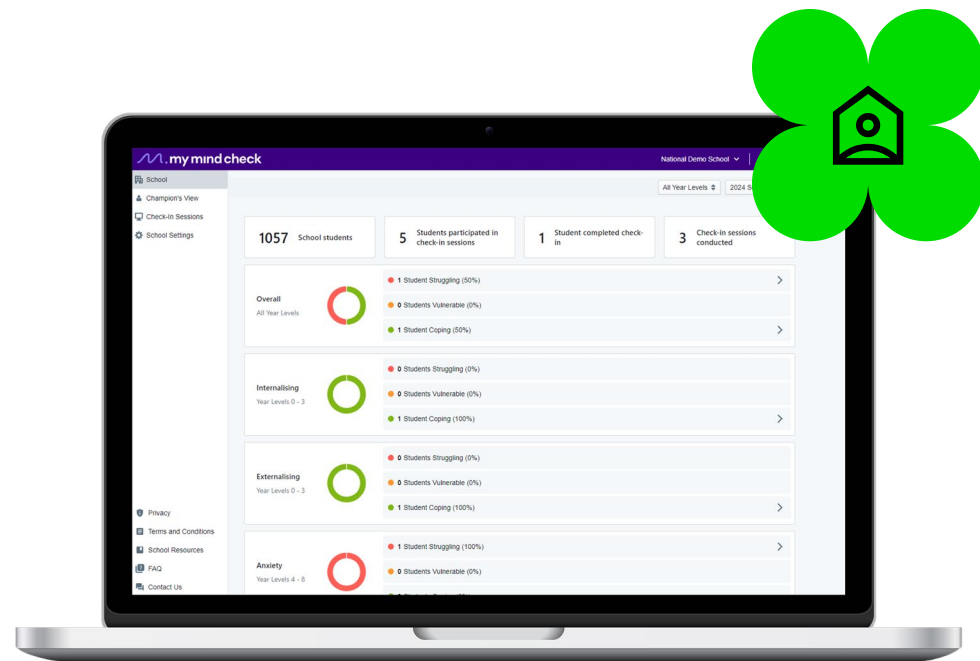 my mind check
National Demo School
School
Champion's View
Check-In Sessions
School Settings
All Year Levels
2024 S
1057 School students
5 Students participated in
check-in sessions
1 Student completed check-
in
3 Check-in sessions
conducted
Overall
All Year Levels
1 Student Struggling (50%)
0 Students Vulnerable (0%)
1 Student Coping (50%)
Internalising
Year Levels 0 - 3
0 Students Struggling (0%)
0 Students Vulnerable (0%)
1 Student Coping (100%)
Externalising
Year Levels 0 - 3
0 Students Struggling (0%)
0 Students Vulnerable (0%)
1 Student Coping (100%)
Anxiety
Year Levels 4 - 8
1 Student Struggling (100%)
0 Students Vulnerable (0%)
Privacy
Terms and Conditions
School Resources
FAQ
Contact Us